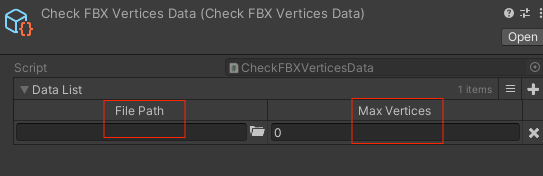 Check FBX Vertices Data (Check FBX Vertices Data)
Open
Script CheckFBXVerticesData
Data List 1 items
File Path Max Vertices
0